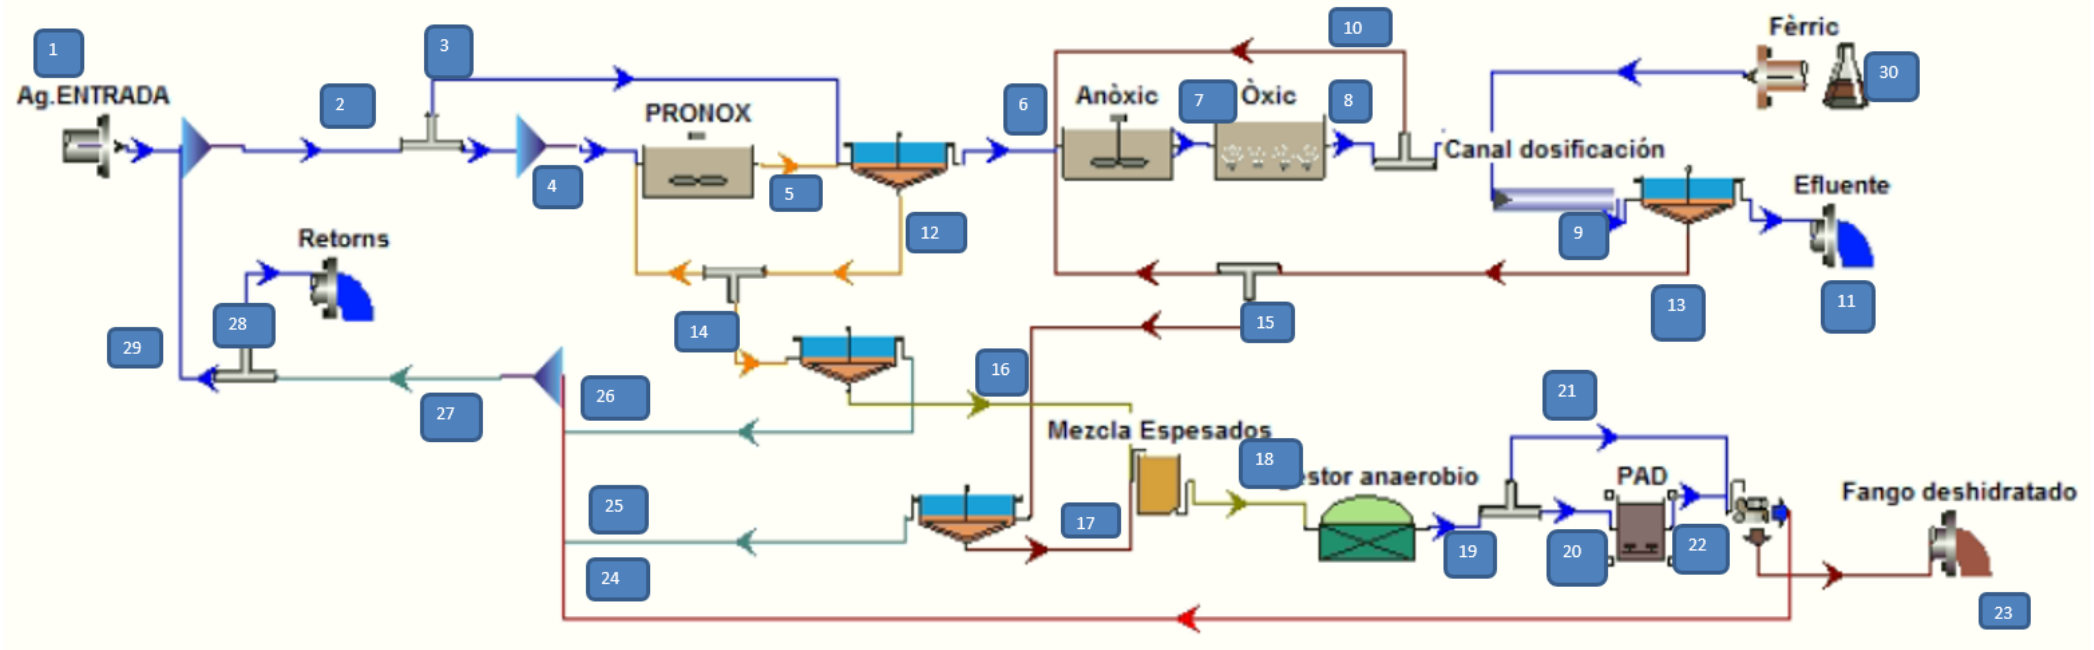 10
Fèrric
3
1
30
Ag.ENTRADA
2
6
Anòxic
7
Òxic
8
PRONOX
Canal dosificación
4
5
Efluente
12
9
Retorns
11
13
28
14
15
29
16
26
21
27
Mezcla Espesados
18
estor anaerobio
PAD
25
17
Fango deshidratado
19
20
22
24
23